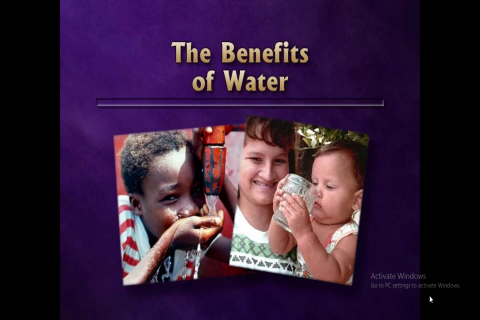 The Benefits
of Water
Activate Windows
Go to PC settings to activate Windows.